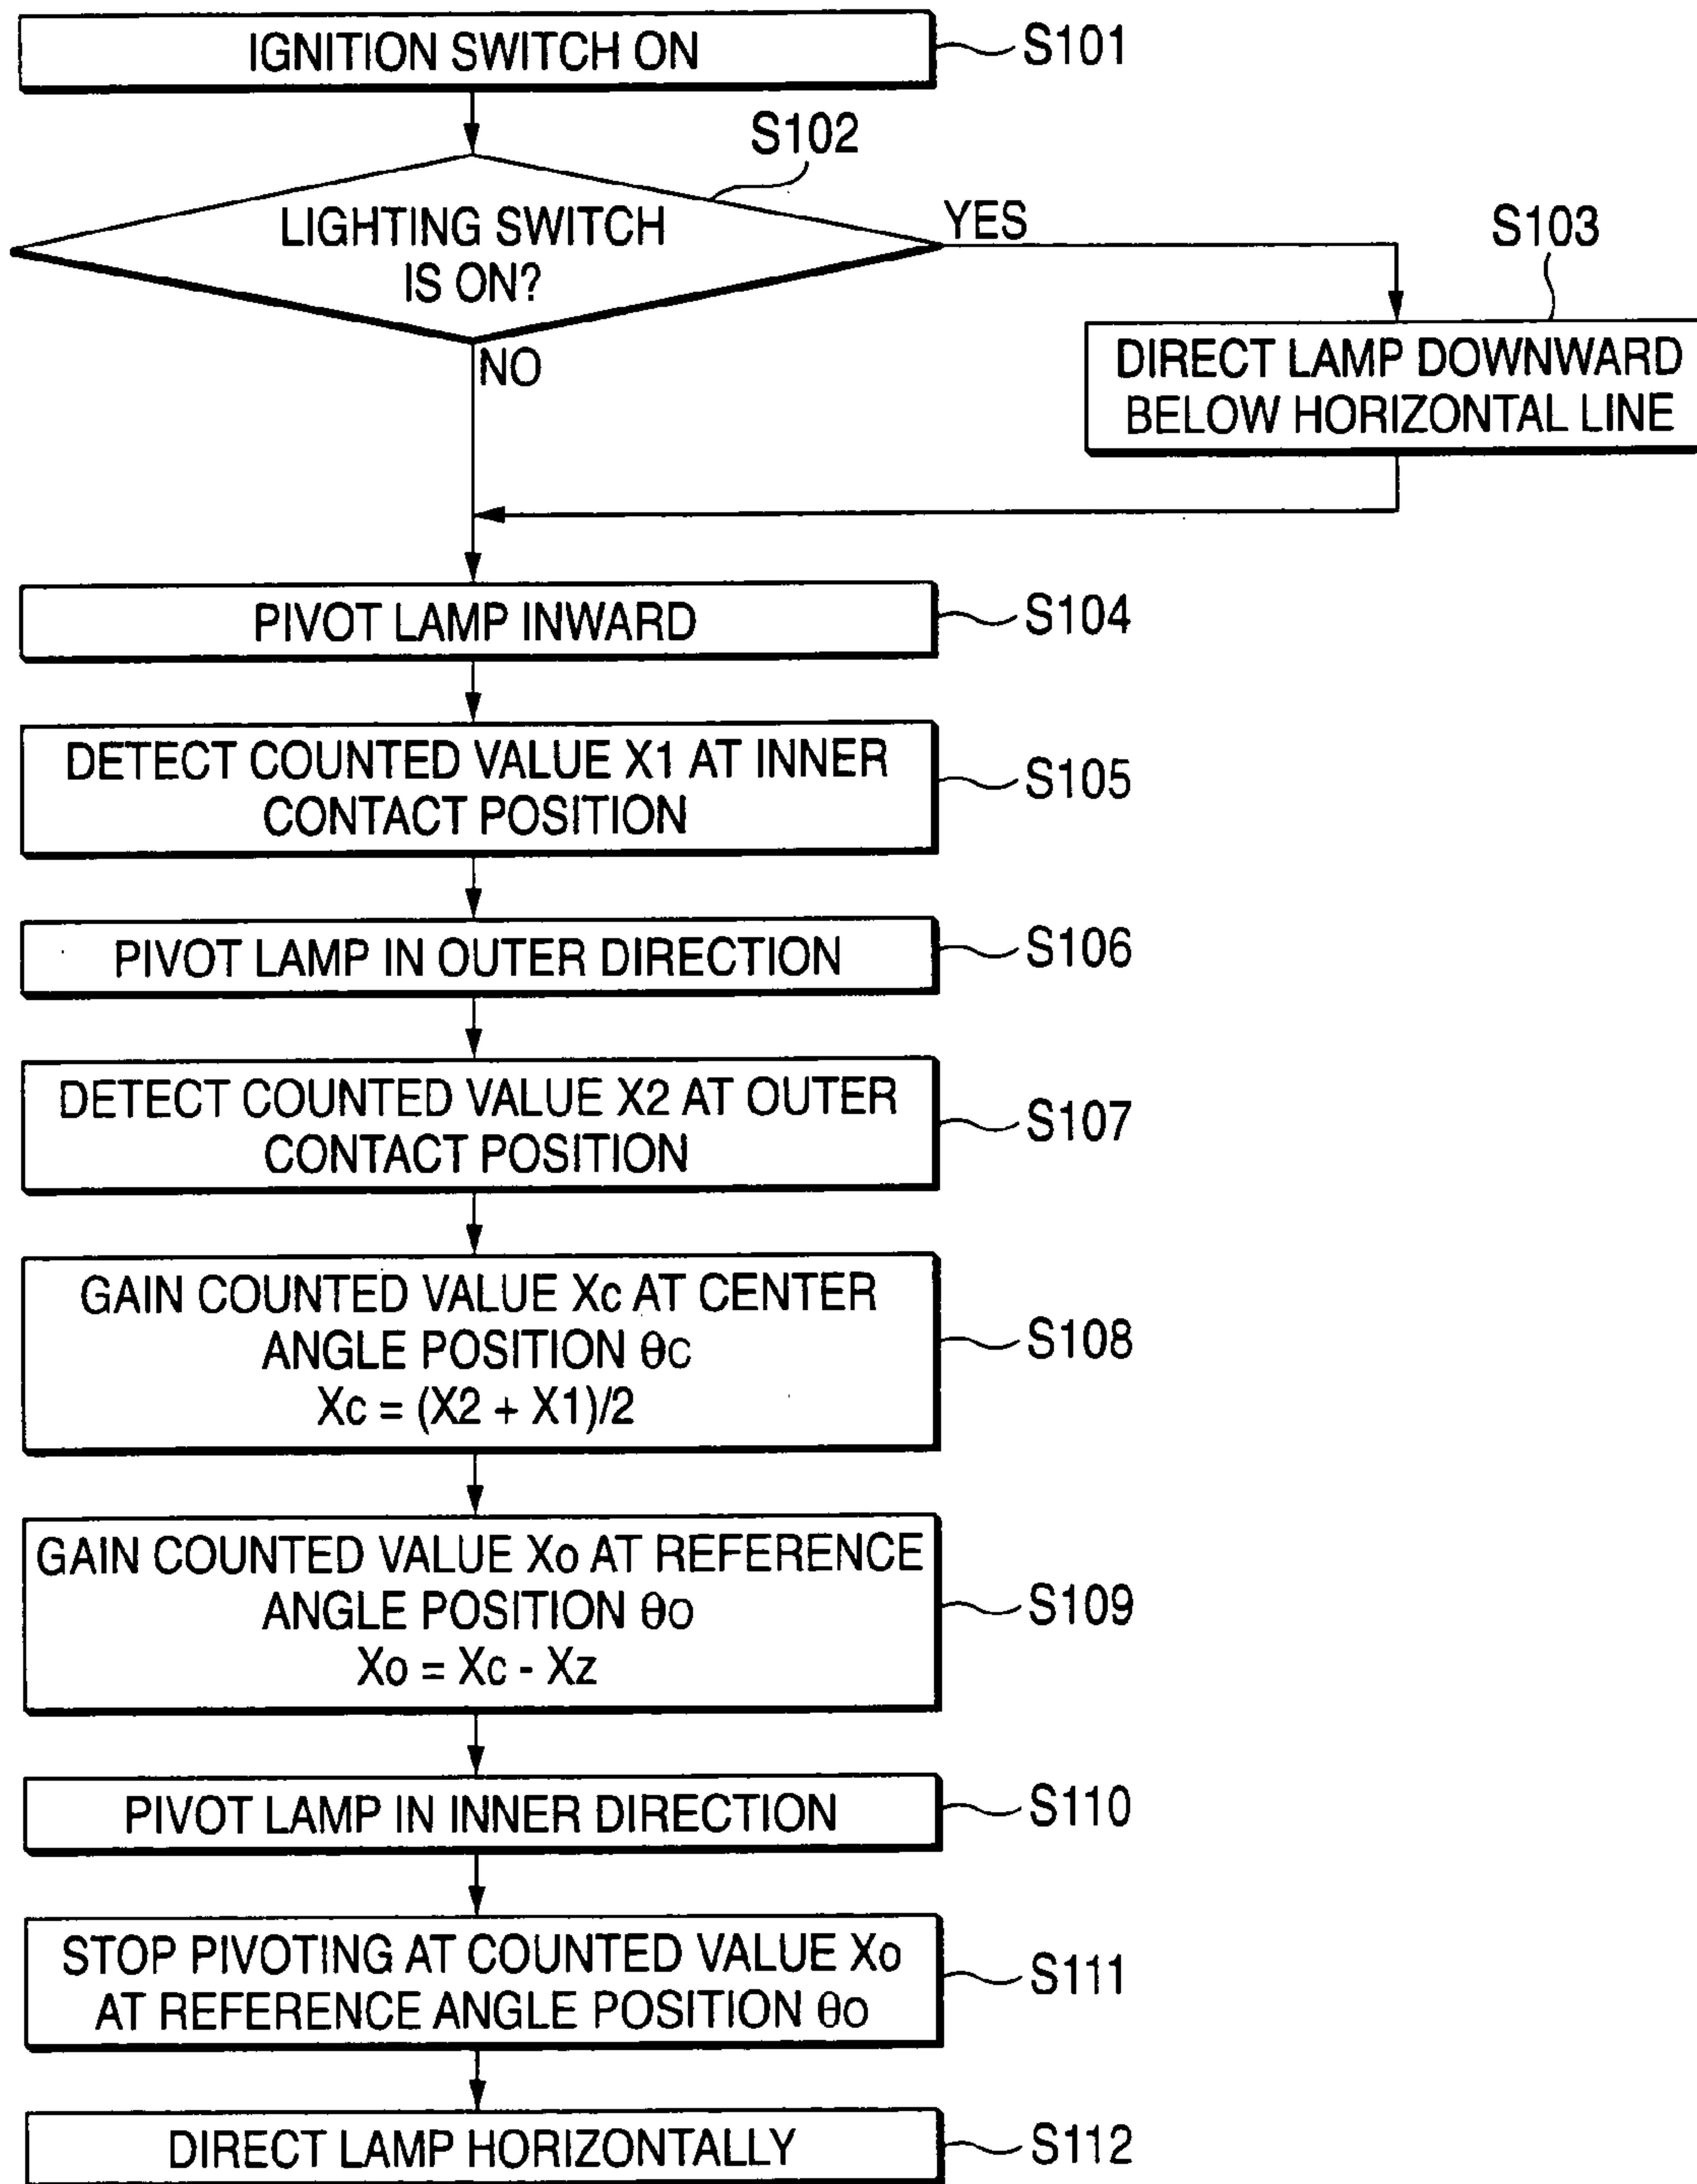 IGNITION SWITCH ON
S101
S102
LIGHTING SWITCH
IS ON?
YES
S103
NO
DIRECT LAMP DOWNWARD
BELOW HORIZONTAL LINE
PIVOT LAMP INWARD
S104
DETECT COUNTED VALUE X1 AT INNER
CONTACT POSITION
S105
PIVOT LAMP IN OUTER DIRECTION
S106
DETECT COUNTED VALUE X2 AT OUTER
CONTACT POSITION
S107
GAIN COUNTED VALUE Xc AT CENTER
ANGLE POSITION θc
Xc = (X2 + X1)/2
S108
GAIN COUNTED VALUE Xo AT REFERENCE
ANGLE POSITION θo
Xo = Xc - Xz
S109
PIVOT LAMP IN INNER DIRECTION
S110
STOP PIVOTING AT COUNTED VALUE Xo
AT REFERENCE ANGLE POSITION θo
S111
DIRECT LAMP HORIZONTALLY
S112